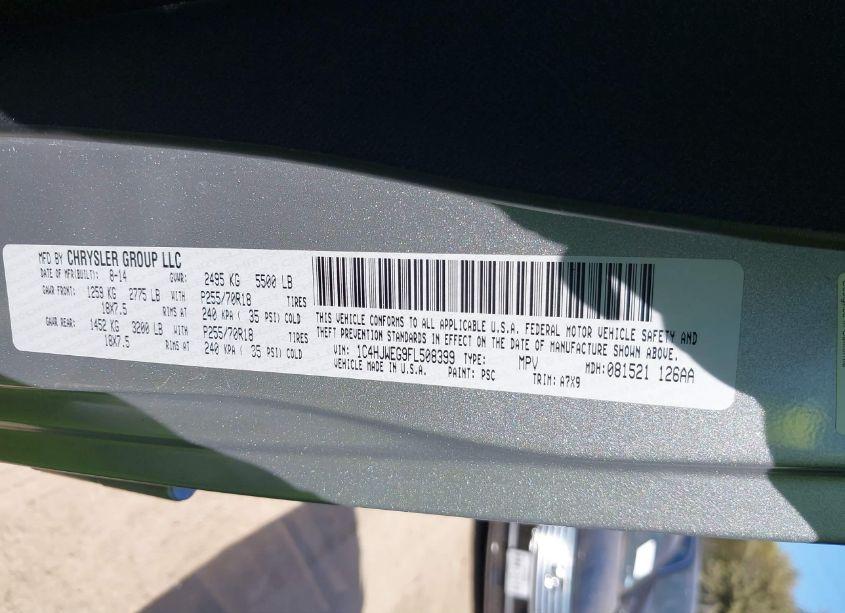 MFD BY CHRYSLER GROUP LLC
DATE OF MFR(BUILT): 8-14 GVWR: 2495 KG 5500 LB
GAWR FRONT: 1259 KG 2775 LB WITH P255/70R18 TIRES
18X7.5 RIMS AT 240 KPA ( 35 PSI) COLD
GAWR REAR: 1452 KG 3200 LB WITH P255/70R18 TIRES
18X7.5 RIMS AT 240 KPA ( 35 PSI) COLD
THIS VEHICLE CONFORMS TO ALL APPLICABLE U.S.A. FEDERAL MOTOR VEHICLE SAFETY AND
THEFT PREVENTION STANDARDS IN EFFECT ON THE DATE OF MANUFACTURE SHOWN ABOVE.
VIN: 1C4HJWEG9FL508399 TYPE: MPV MDH: 081521 126AA
VEHICLE MADE IN U.S.A. PAINT: PSC TRIM: A7X9